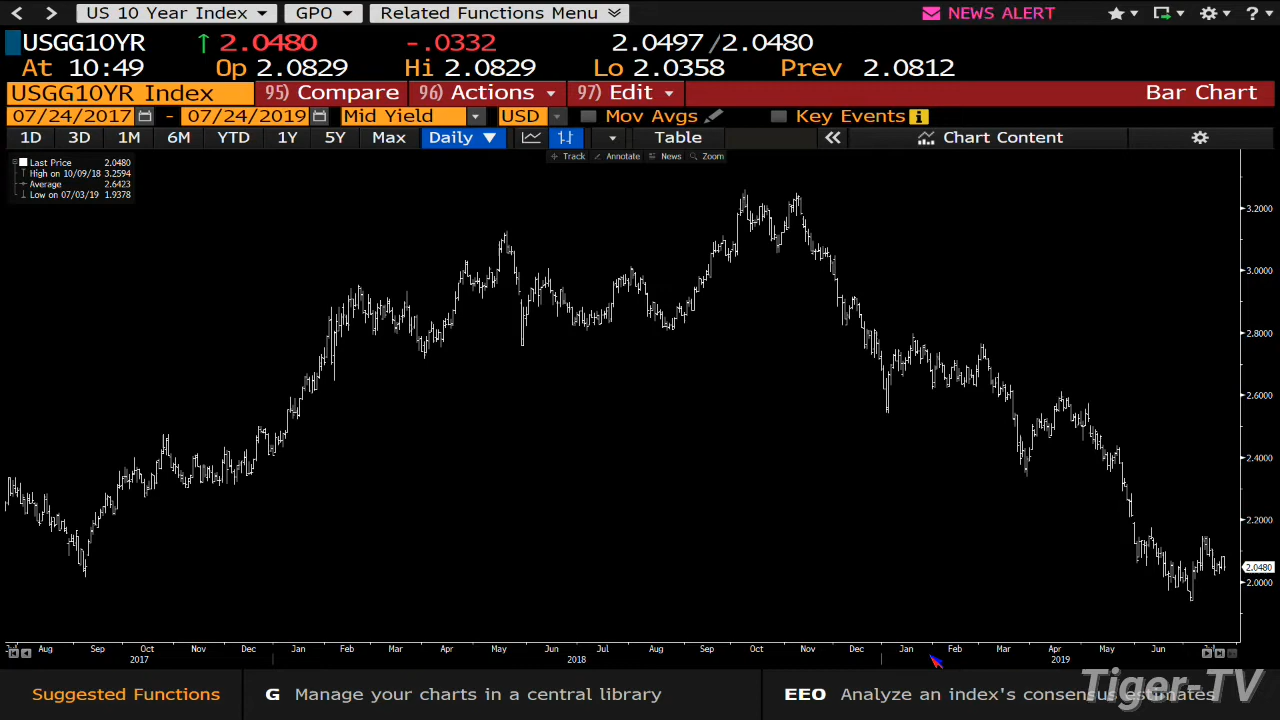 < > US 10 Year Index GPO Related Functions Menu NEWS ALERT ?
USGG10YR ↑ 2.0480 -.0332 2.0497/2.0480
At 10:49 Op 2.0829 Hi 2.0829 Lo 2.0358 Prev 2.0812
USGG10YR Index 95) Compare 96) Actions 97) Edit Bar Chart
07/24/2017 - 07/24/2019 Mid Yield USD Mov Avgs Key Events
1D 3D 1M 6M YTD 1Y 5Y Max Daily ▼ Table « Chart Content
Track Annotate News Zoom
Last Price 2.0480
High on 10/09/18 3.2594
Average 2.6423
Low on 07/03/19 1.9378
3.2000
3.0000
2.8000
2.6000
2.4000
2.2000
2.0480
2.0000
Aug Sep Oct Nov Dec Jan Feb Mar Apr May Jun Jul Aug Sep Oct Nov Dec Jan Feb Mar Apr May Jun
2017 2018 2019
Suggested Functions G Manage your charts in a central library EEO Analyze an index's consensus estimates
Tiger-TV